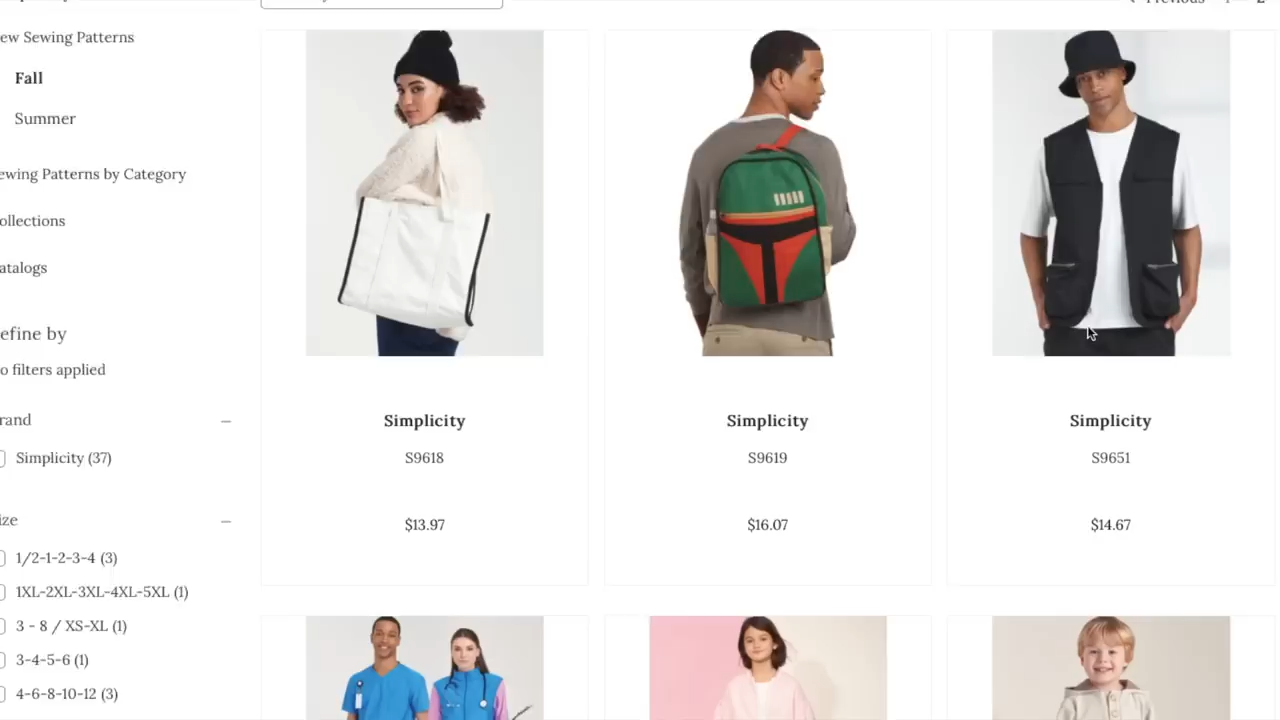 Previous
2
ew Sewing Patterns
Fall
Summer
ewing Patterns by Category
ollections
atalogs
efine by
o filters applied
rand
Simplicity (37)
ize
1/2-1-2-3-4 (3)
1XL-2XL-3XL-4XL-5XL (1)
3 - 8 / XS-XL (1)
3-4-5-6 (1)
4-6-8-10-12 (3)
Simplicity
S9618
$13.97
Simplicity
S9619
$16.07
Simplicity
S9651
$14.67